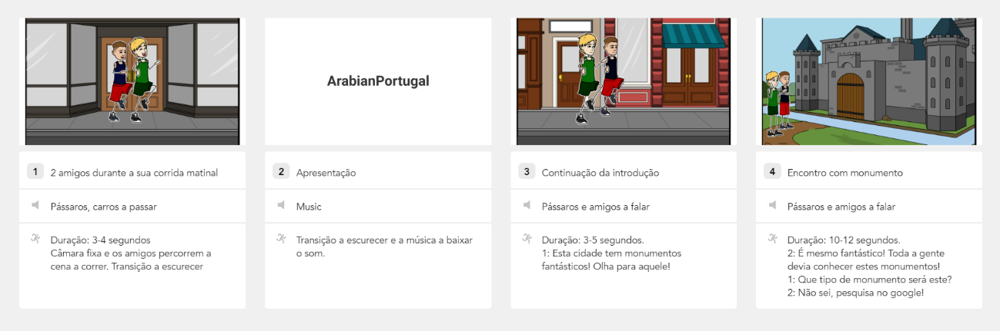 ArabianPortugal
1 2 amigos durante a sua corrida matinal
Pássaros, carros a passar
Duração: 3-4 segundos
Câmara fixa e os amigos percorrem a
cena a correr. Transição a escurecer
2 Apresentação
Music
Transição a escurecer e a música a baixar
o som.
3 Continuação da introdução
Pássaros e amigos a falar
Duração: 3-5 segundos.
1: Esta cidade tem monumentos
fantásticos! Olha para aquele!
4 Encontro com monumento
Pássaros e amigos a falar
Duração: 10-12 segundos.
2: É mesmo fantástico! Toda a gente
devia conhecer estes monumentos!
1: Que tipo de monumento será este?
2: Não sei, pesquisa no google!